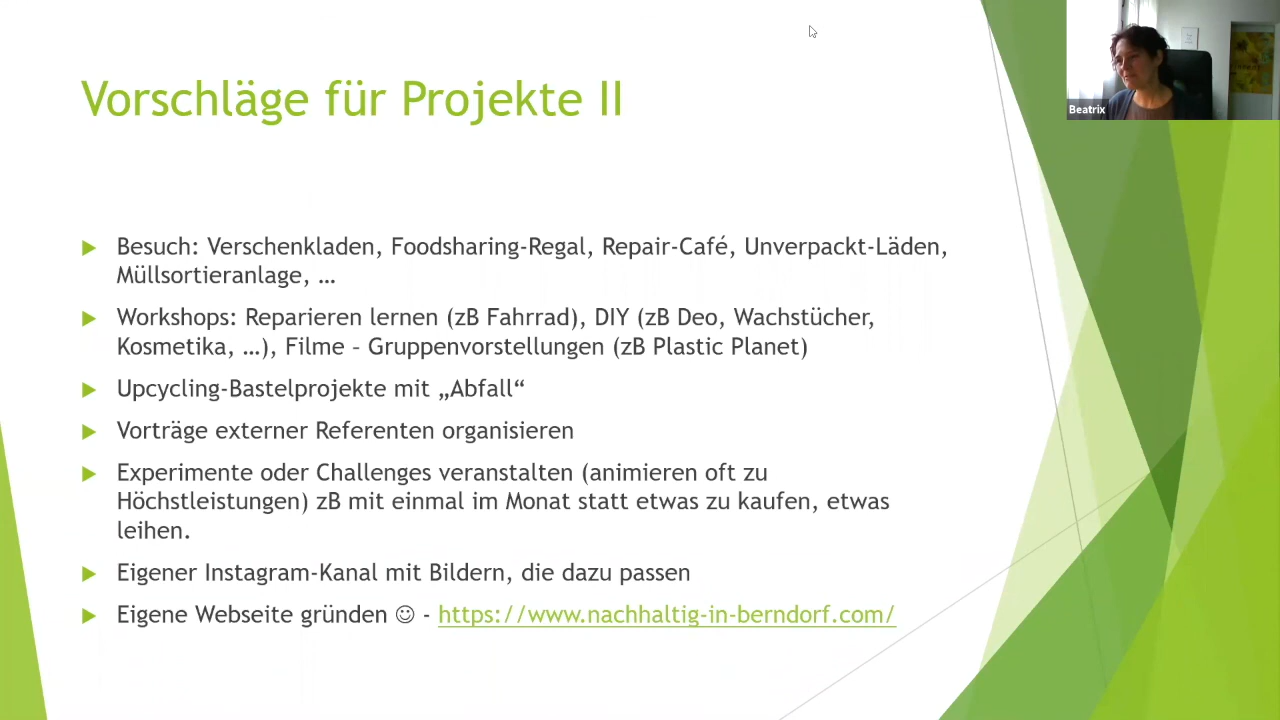 Vorschläge für Projekte II
Beatrix
Besuch: Verschenkladen, Foodsharing-Regal, Repair-Café, Unverpackt-Läden,
Müllsortieranlage, …
Workshops: Reparieren lernen (zB Fahrrad), DIY (zB Deo, Wachstücher,
Kosmetika, …), Filme – Gruppenvorstellungen (zB Plastic Planet)
Upcycling-Bastelprojekte mit „Abfall“
Vorträge externer Referenten organisieren
Experimente oder Challenges veranstalten (animieren oft zu
Höchstleistungen) zB mit einmal im Monat statt etwas zu kaufen, etwas
leihen.
Eigener Instagram-Kanal mit Bildern, die dazu passen
Eigene Webseite gründen ☺ - https://www.nachhaltig-in-berndorf.com/